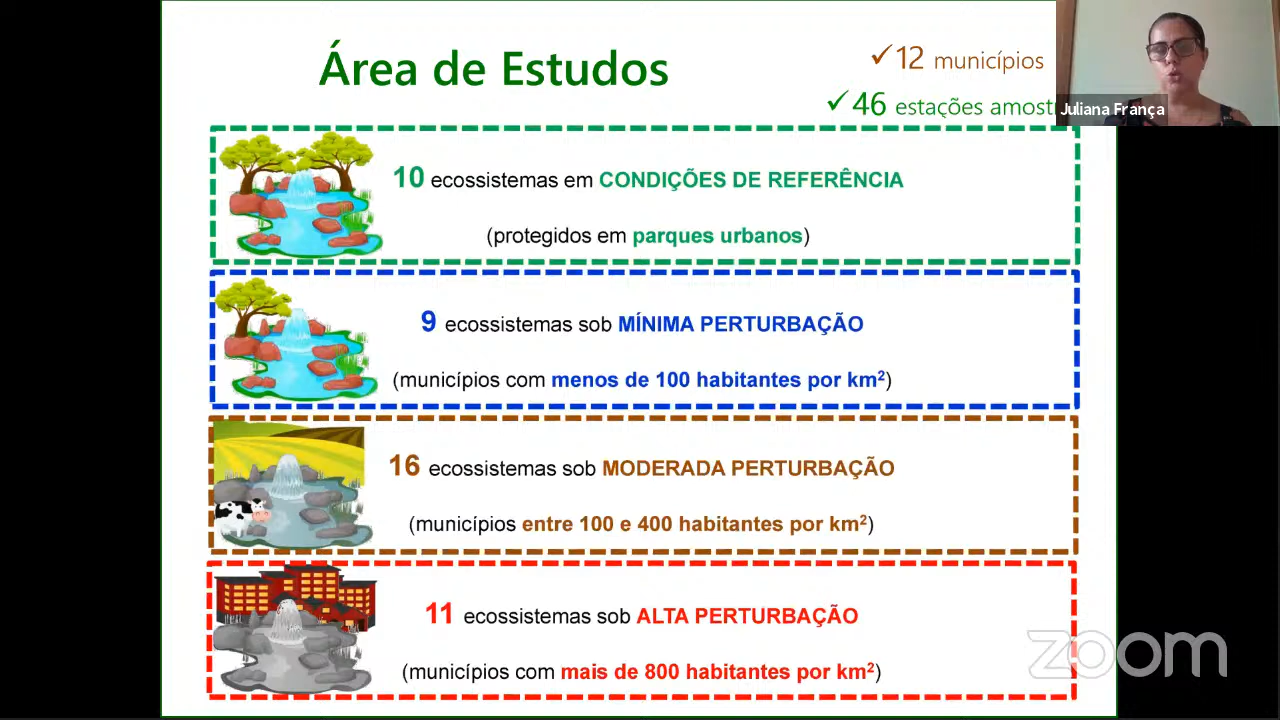 Área de Estudos
✓12 municípios
✓46 estações
Juliana França
10 ecossistemas em CONDIÇÕES DE REFERÊNCIA
(protegidos em parques urbanos)
9 ecossistemas sob MÍNIMA PERTURBAÇÃO
(municípios com menos de 100 habitantes por km²)
16 ecossistemas sob MODERADA PERTURBAÇÃO
(municípios entre 100 e 400 habitantes por km²)
11 ecossistemas sob ALTA PERTURBAÇÃO
(municípios com mais de 800 habitantes por km²)
zoom